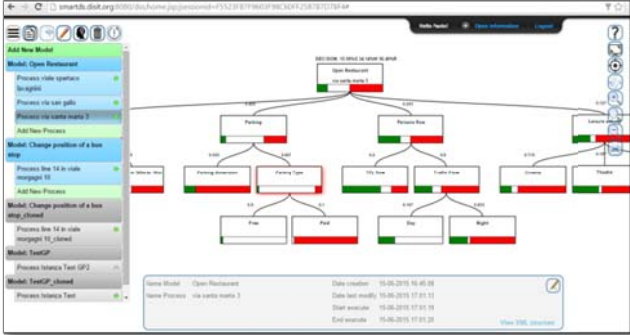 smartds.disit.org:8080/dss/home.jsp
Hello Paolo!
User information
Logout
Add New Model
Model: Open Restaurant
Process viale spartaco
lavagnini
Process via san gallo
Process via santa marta 3
Add New Process
Model: Change position of a bus
stop
Process line 14 in viale
morgagni 10
Add New Process
Model: Change position of a bus
stop_cloned
Process line 14 in viale
morgagni 10_cloned
Model: TestGP
Process Istanza Test GP2
Model: TestGP_cloned
Process Istanza Test
Open Restaurant
via santa marta 3
Parking
Persons flow
Parking dimension
Parking Type
TPL flow
Traffic Flow
Cinema
Theatre
Free
Paid
Day
Night
Name Model Open Restaurant
Name Process via santa marta 3
Date creation 15-06-2015 16.45.08
Date last modify 15-06-2015 17.01.13
Start execute 15-06-2015 17.01.19
End execute 15-06-2015 17.01.20
View XML structure